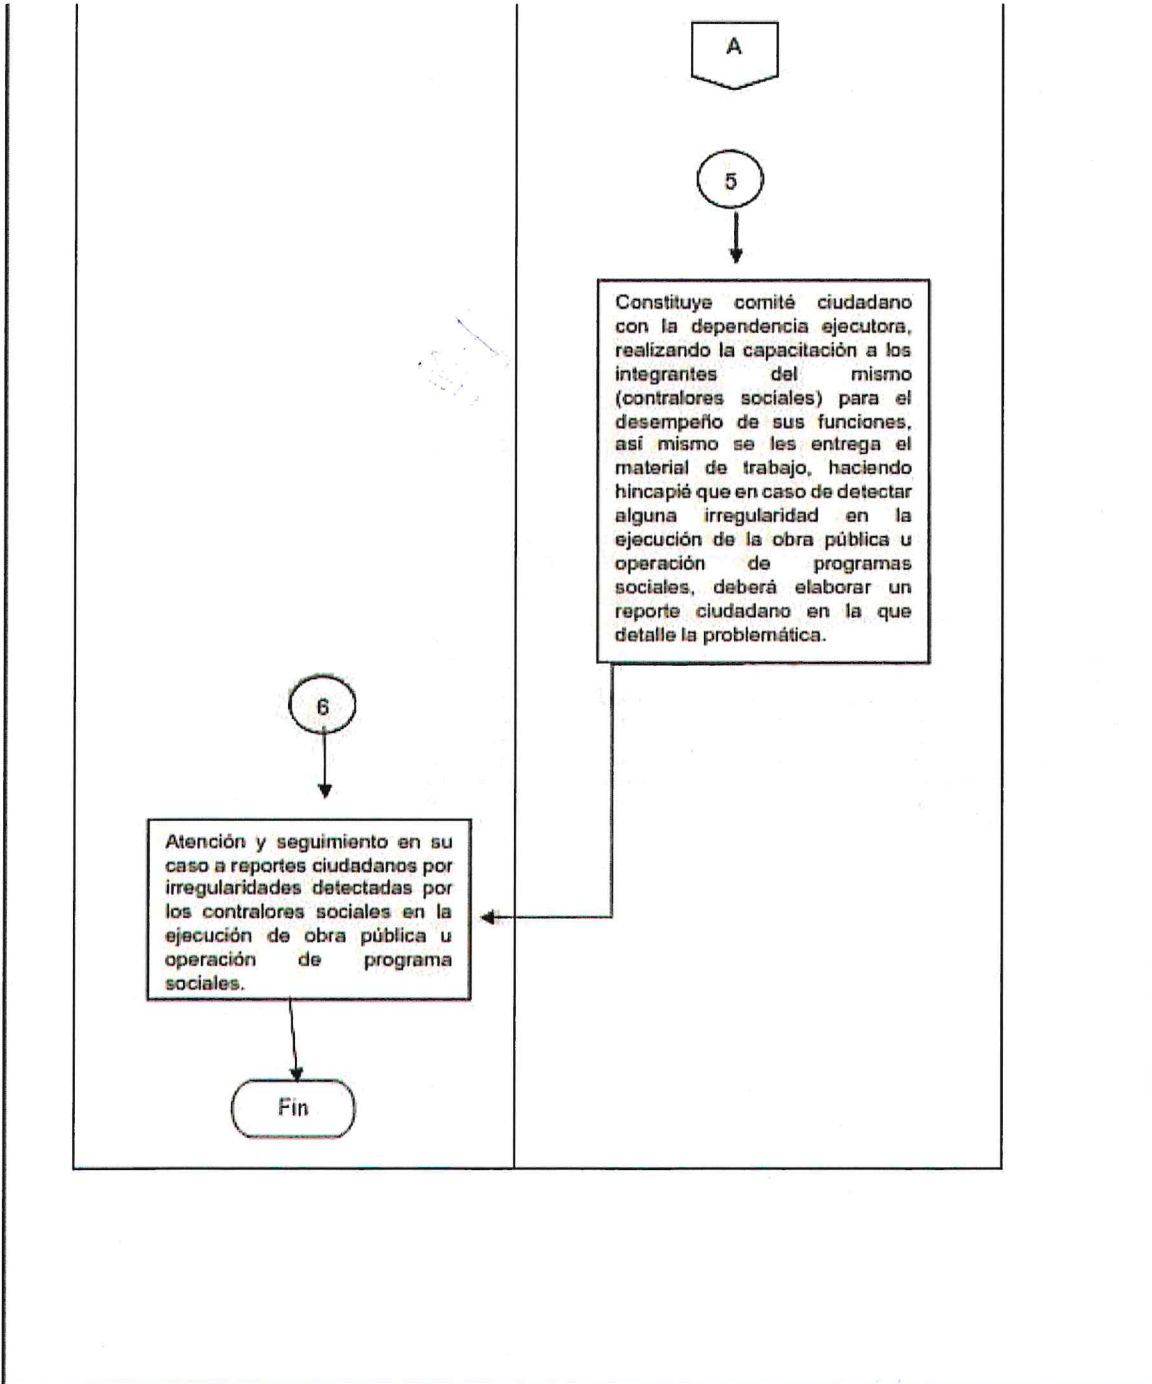 A
5
Constituye comité ciudadano
con la dependencia ejecutora,
realizando la capacitación a los
integrantes del mismo
(contralores sociales) para el
desempeño de sus funciones,
así mismo se les entrega el
material de trabajo, haciendo
hincapié que en caso de detectar
alguna irregularidad en la
ejecución de la obra pública u
operación de programas
sociales, deberá elaborar un
reporte ciudadano en la que
detalle la problemática.
6
Atención y seguimiento en su
caso a reportes ciudadanos por
irregularidades detectadas por
los contralores sociales en la
ejecución de obra pública u
operación de programa
sociales.
Fin